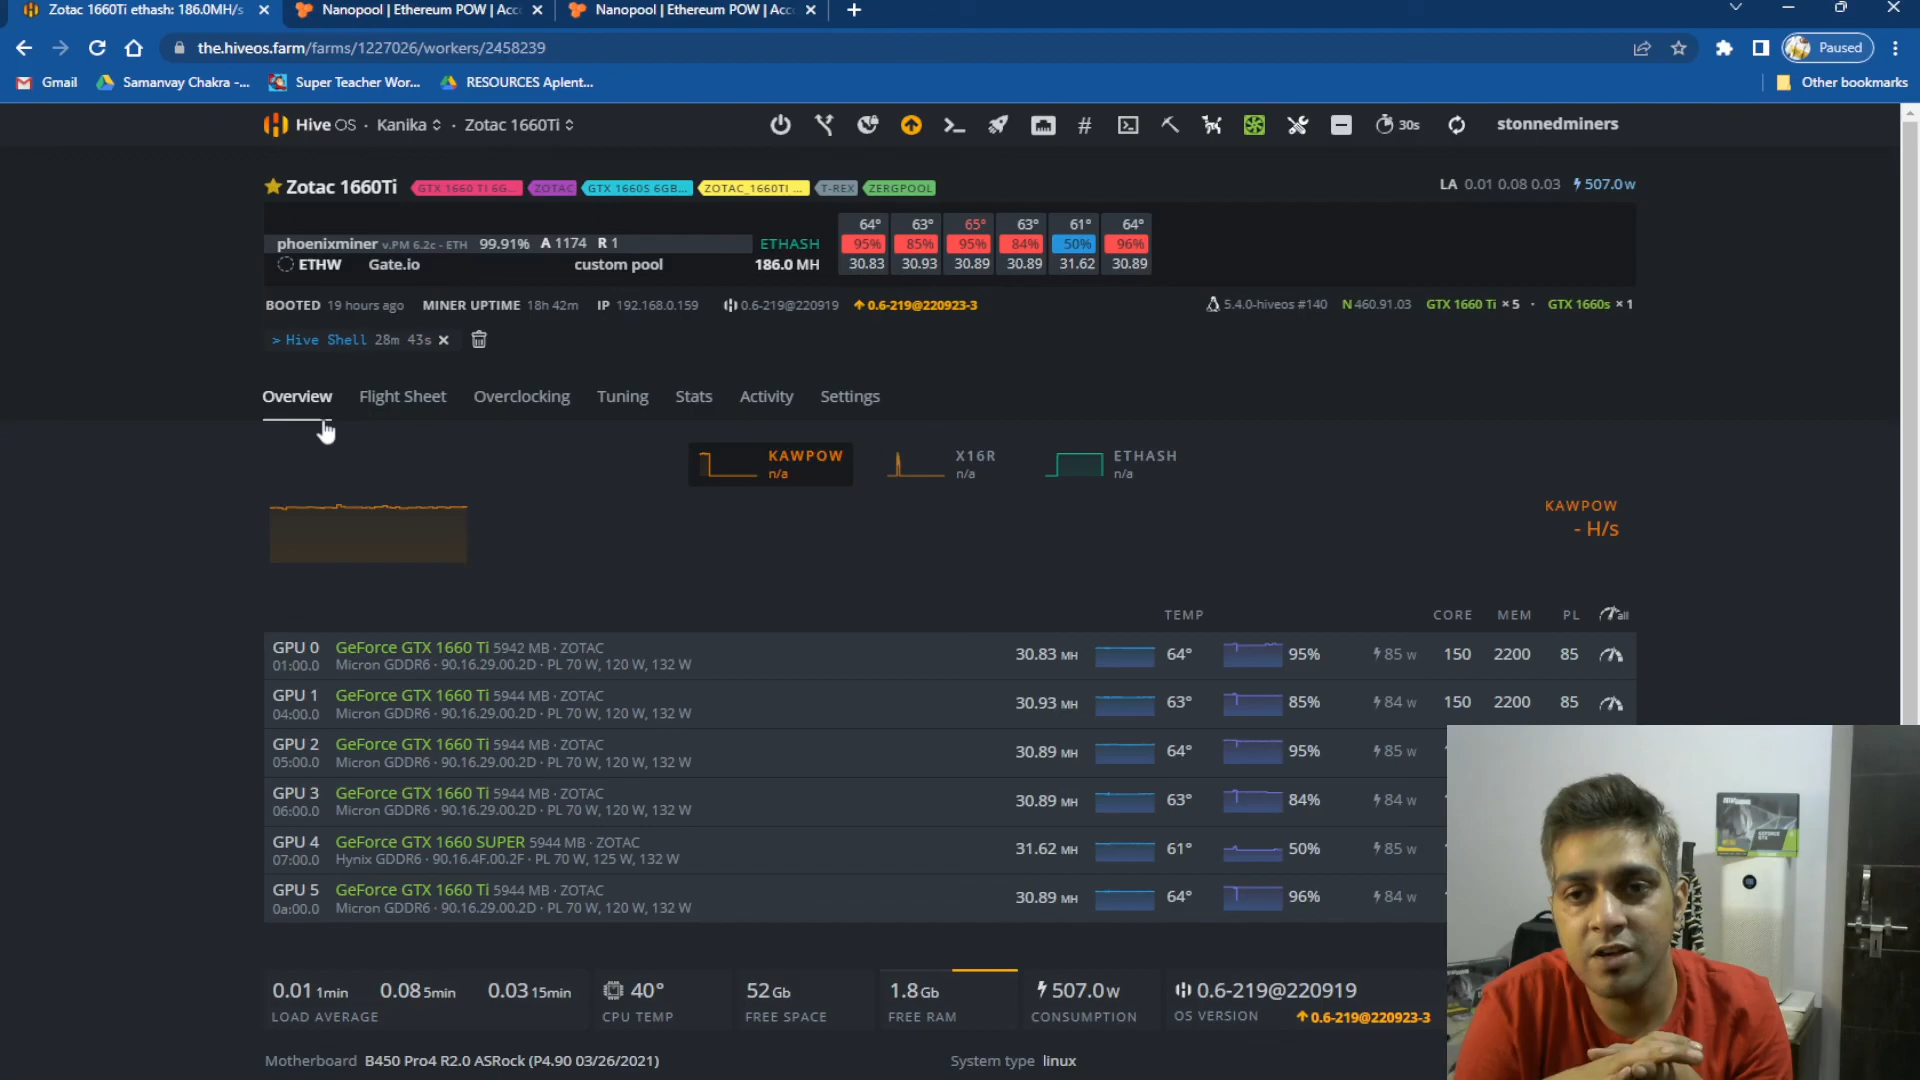 Zotac 1660Ti ethash: 186.0MH/s
Nanopool | Ethereum POW | Acc
Nanopool | Ethereum POW | Acc
the.hiveos.farm/farms/1227026/workers/2458239
Paused
Gmail
Samanvay Chakra -...
Super Teacher Wor...
RESOURCES Aplent...
Other bookmarks
Hive OS · Kanika · Zotac 1660Ti
30s
stonnedminers
Zotac 1660Ti
GTX 1660 TI 6G...
ZOTAC
GTX 1660S 6GB...
ZOTAC_1660TI ...
T-REX
ZERGPOOL
LA 0.01 0.08 0.03 507.0 w
64° 63° 65° 63° 61° 64°
phoenixminer v.PM 6.2c - ETH 99.91% A 1174 R 1 ETHASH 95% 85% 95% 84% 50% 96%
ETHW Gate.io custom pool 186.0 MH 30.83 30.93 30.89 30.89 31.62 30.89
BOOTED 19 hours ago MINER UPTIME 18h 42m IP 192.168.0.159 0.6-219@220919 0.6-219@220923-3 5.4.0-hiveos #140 N 460.91.03 GTX 1660 Ti × 5 · GTX 1660s × 1
> Hive Shell 28m 43s ×
Overview Flight Sheet Overclocking Tuning Stats Activity Settings
KAWPOW
n/a
X16R
n/a
ETHASH
n/a
KAWPOW
- H/s
TEMP CORE MEM PL all
GPU 0 GeForce GTX 1660 Ti 5942 MB · ZOTAC 30.83 MH 64° 95% 85 w 150 2200 85
01:00.0 Micron GDDR6 · 90.16.29.00.2D · PL 70 W, 120 W, 132 W
GPU 1 GeForce GTX 1660 Ti 5944 MB · ZOTAC 30.93 MH 63° 85% 84 w 150 2200 85
04:00.0 Micron GDDR6 · 90.16.29.00.2D · PL 70 W, 120 W, 132 W
GPU 2 GeForce GTX 1660 Ti 5944 MB · ZOTAC 30.89 MH 64° 95% 85 w
05:00.0 Micron GDDR6 · 90.16.29.00.2D · PL 70 W, 120 W, 132 W
GPU 3 GeForce GTX 1660 Ti 5944 MB · ZOTAC 30.89 MH 63° 84% 84 w
06:00.0 Micron GDDR6 · 90.16.29.00.2D · PL 70 W, 120 W, 132 W
GPU 4 GeForce GTX 1660 SUPER 5944 MB · ZOTAC 31.62 MH 61° 50% 85 w
07:00.0 Hynix GDDR6 · 90.16.4F.00.2F · PL 70 W, 125 W, 132 W
GPU 5 GeForce GTX 1660 Ti 5944 MB · ZOTAC 30.89 MH 64° 96% 84 w
0a:00.0 Micron GDDR6 · 90.16.29.00.2D · PL 70 W, 120 W, 132 W
0.01 1min 0.08 5min 0.03 15min 40° 52 Gb 1.8 Gb 507.0 w 0.6-219@220919
LOAD AVERAGE CPU TEMP FREE SPACE FREE RAM CONSUMPTION OS VERSION 0.6-219@220923-3
Motherboard B450 Pro4 R2.0 ASRock (P4.90 03/26/2021) System type linux